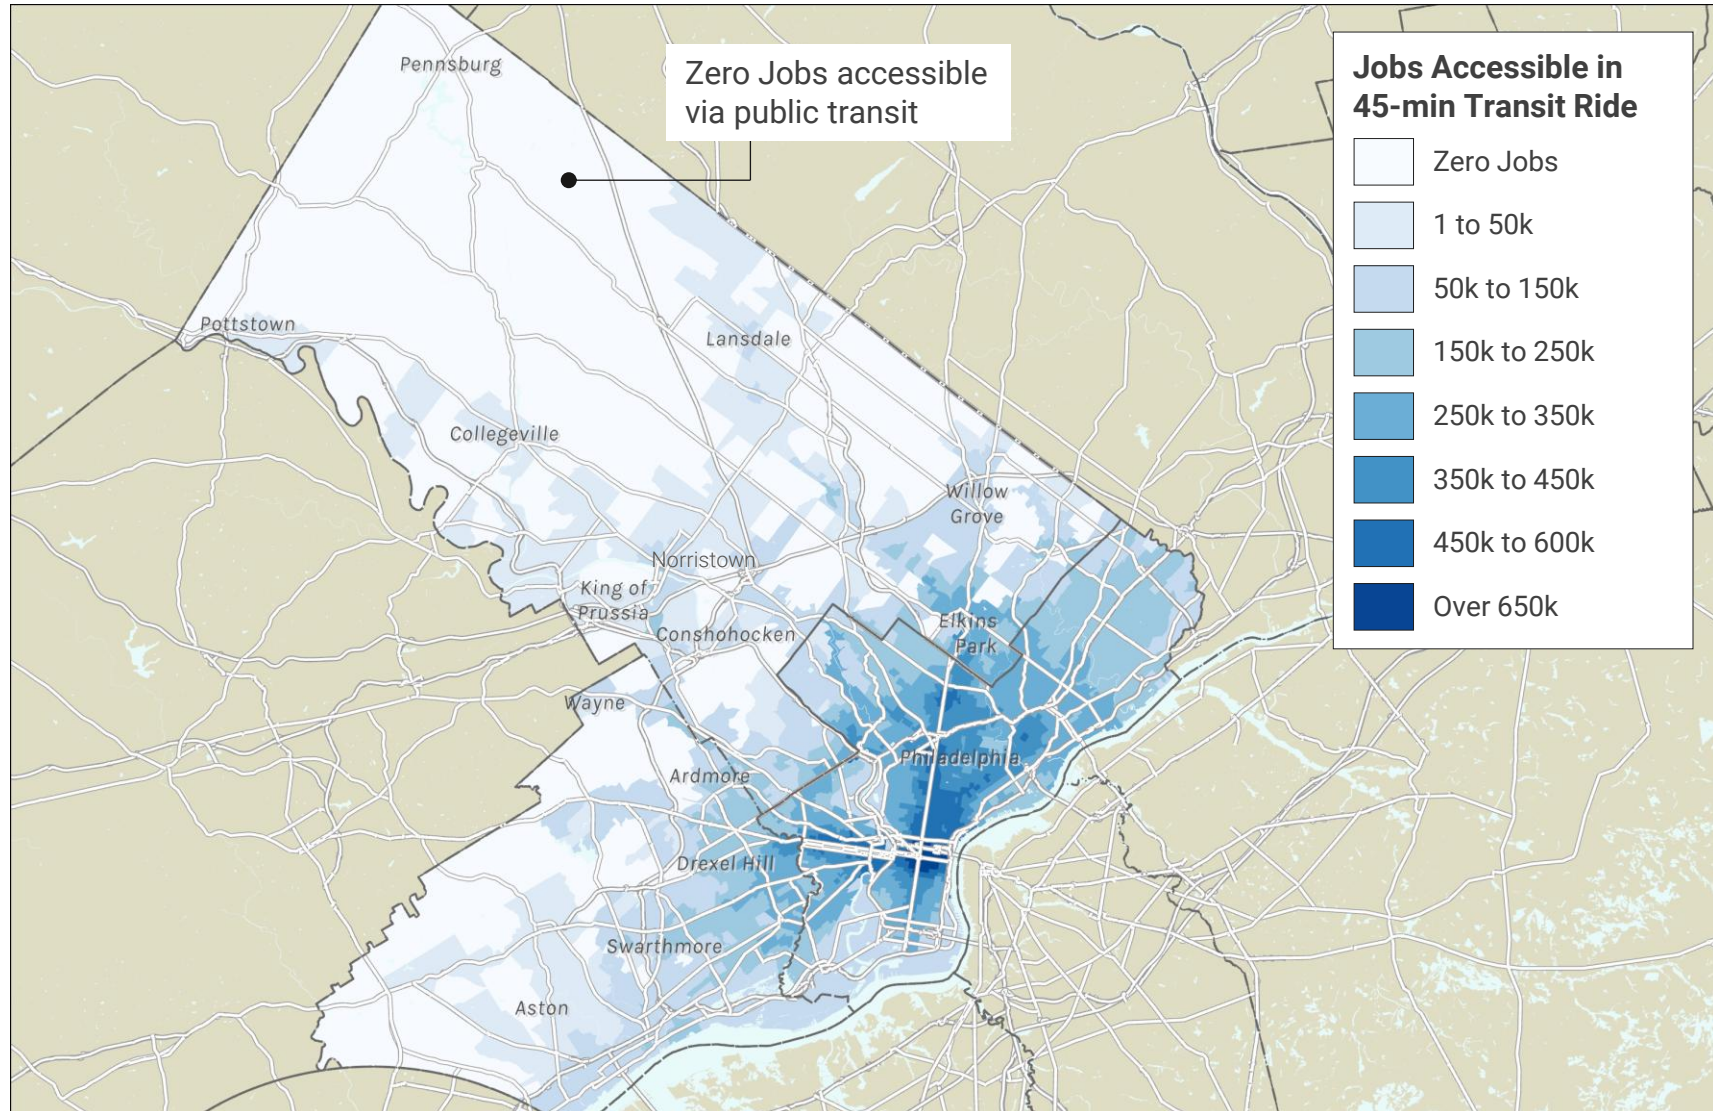 Pennsburg
Zero Jobs accessible
via public transit
Jobs Accessible in
45-min Transit Ride
Zero Jobs
1 to 50k
50k to 150k
150k to 250k
250k to 350k
350k to 450k
450k to 600k
Over 650k
Pottstown
Lansdale
Collegeville
Willow
Grove
Norristown
King of
Prussia
Conshohocken
Elkins
Park
Wayne
Philadelphia
Ardmore
Drexel Hill
Swarthmore
Aston